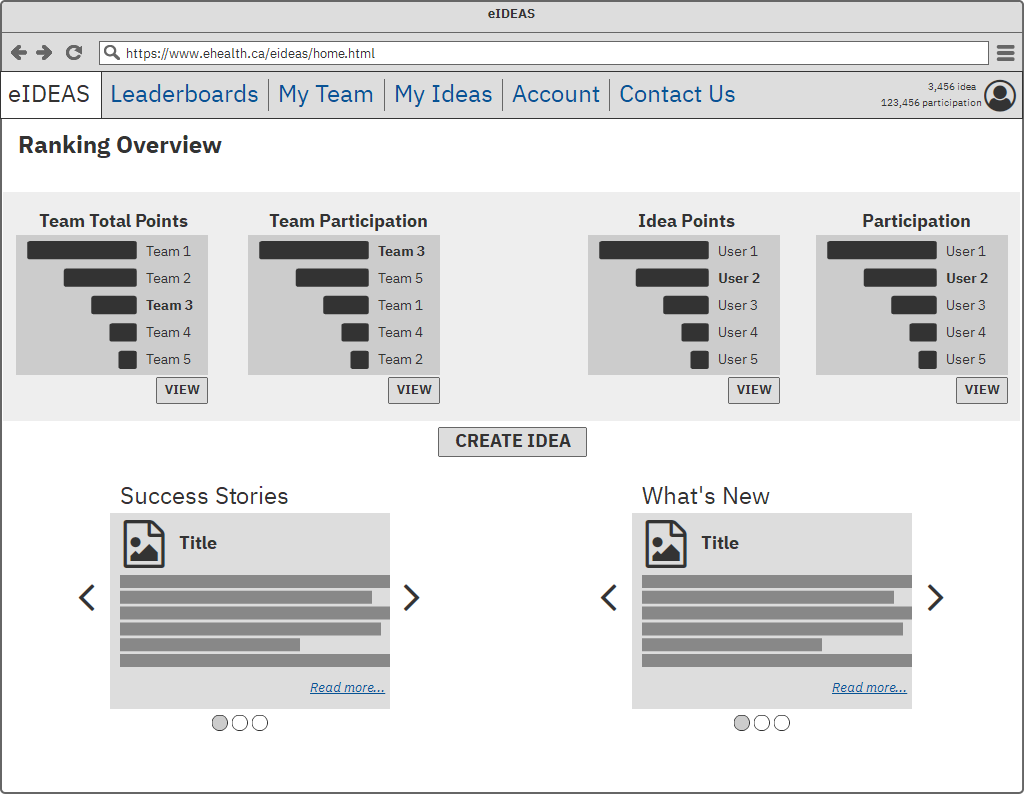 eIDEAS
https://www.ehealth.ca/eideas/home.html
eIDEAS Leaderboards My Team My Ideas Account Contact Us
3,456 idea
123,456 participation
Ranking Overview
Team Total Points
Team 1
Team 2
Team 3
Team 4
Team 5
VIEW
Team Participation
Team 3
Team 5
Team 1
Team 4
Team 2
VIEW
Idea Points
User 1
User 2
User 3
User 4
User 5
VIEW
Participation
User 1
User 2
User 3
User 4
User 5
VIEW
CREATE IDEA
Success Stories
Title
Read more...
What's New
Title
Read more...